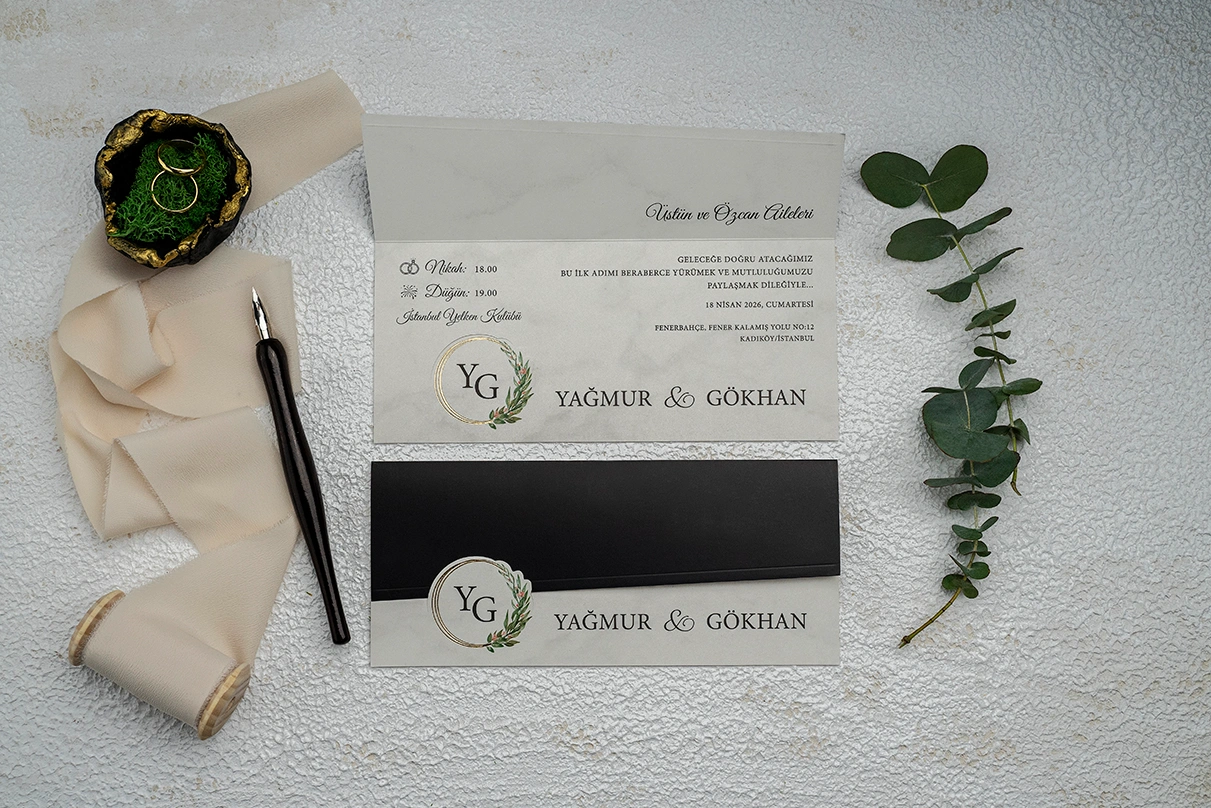 Üstün ve Özcan Aileleri
Nikah: 18.00
Düğün: 19.00
İstanbul Yelken Kulübü
GELECEĞE DOĞRU ATACAĞIMIZ
BU İLK ADIMI BERABERCE YÜRÜMEK VE MUTLULUĞUMUZU
PAYLAŞMAK DİLEĞİYLE...
18 NİSAN 2026, CUMARTESİ
FENERBAHÇE, FENER KALAMIŞ YOLU NO:12
KADIKÖY/İSTANBUL
YG
YAĞMUR & GÖKHAN
YG
YAĞMUR & GÖKHAN